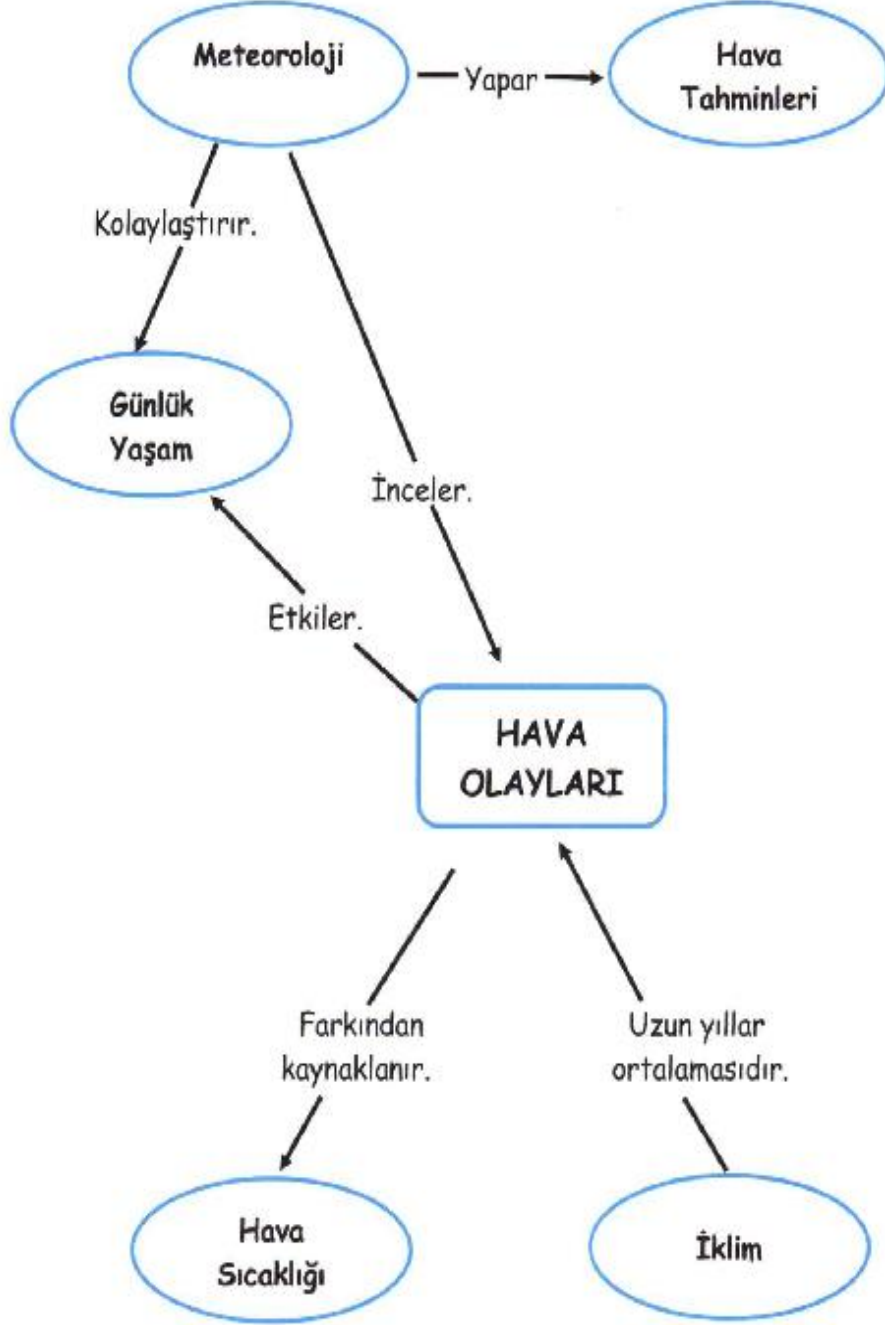 Meteoroloji
Yapar
Hava
Tahminleri
Kolaylaştırır.
Günlük
Yaşam
İnceler.
Etkiler.
HAVA
OLAYLARI
Farkından
kaynaklanır.
Uzun yıllar
ortalamasıdır.
Hava
Sıcaklığı
İklim